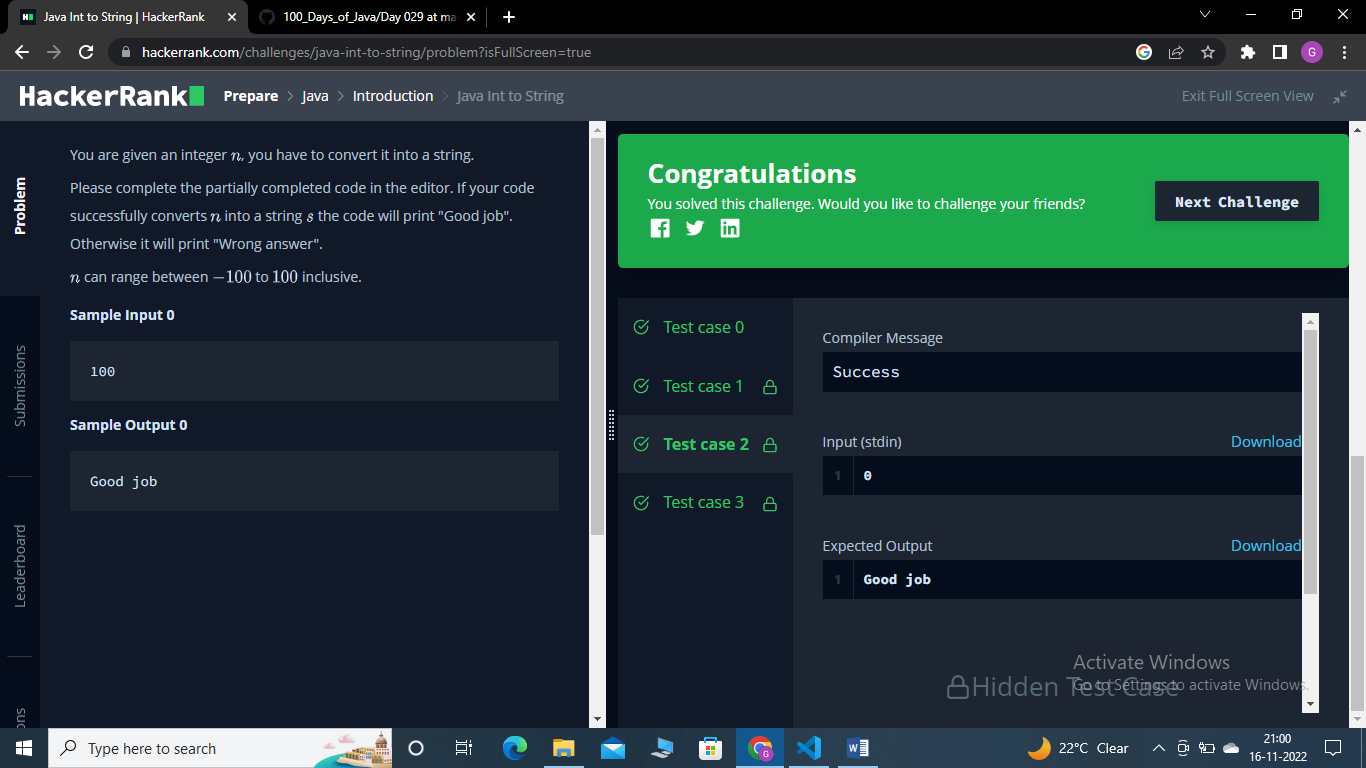 Java Int to String | HackerRank
100_Days_of_Java/Day 029 at ma
hackerrank.com/challenges/java-int-to-string/problem?isFullScreen=true
G
HackerRank
Prepare > Java > Introduction > Java Int to String
Exit Full Screen View
Problem
Submissions
Leaderboard
You are given an integer n, you have to convert it into a string.
Please complete the partially completed code in the editor. If your code
successfully converts n into a string s the code will print "Good job".
Otherwise it will print "Wrong answer".
n can range between −100 to 100 inclusive.
Sample Input 0
100
Sample Output 0
Good job
Congratulations
You solved this challenge. Would you like to challenge your friends?
Next Challenge
Test case 0
Test case 1
Test case 2
Test case 3
Compiler Message
Success
Input (stdin)
Download
1 0
Expected Output
Download
1 Good job
Hidden Test Case
Activate Windows
Go to Settings to activate Windows.
Type here to search
22°C Clear
21:00
16-11-2022